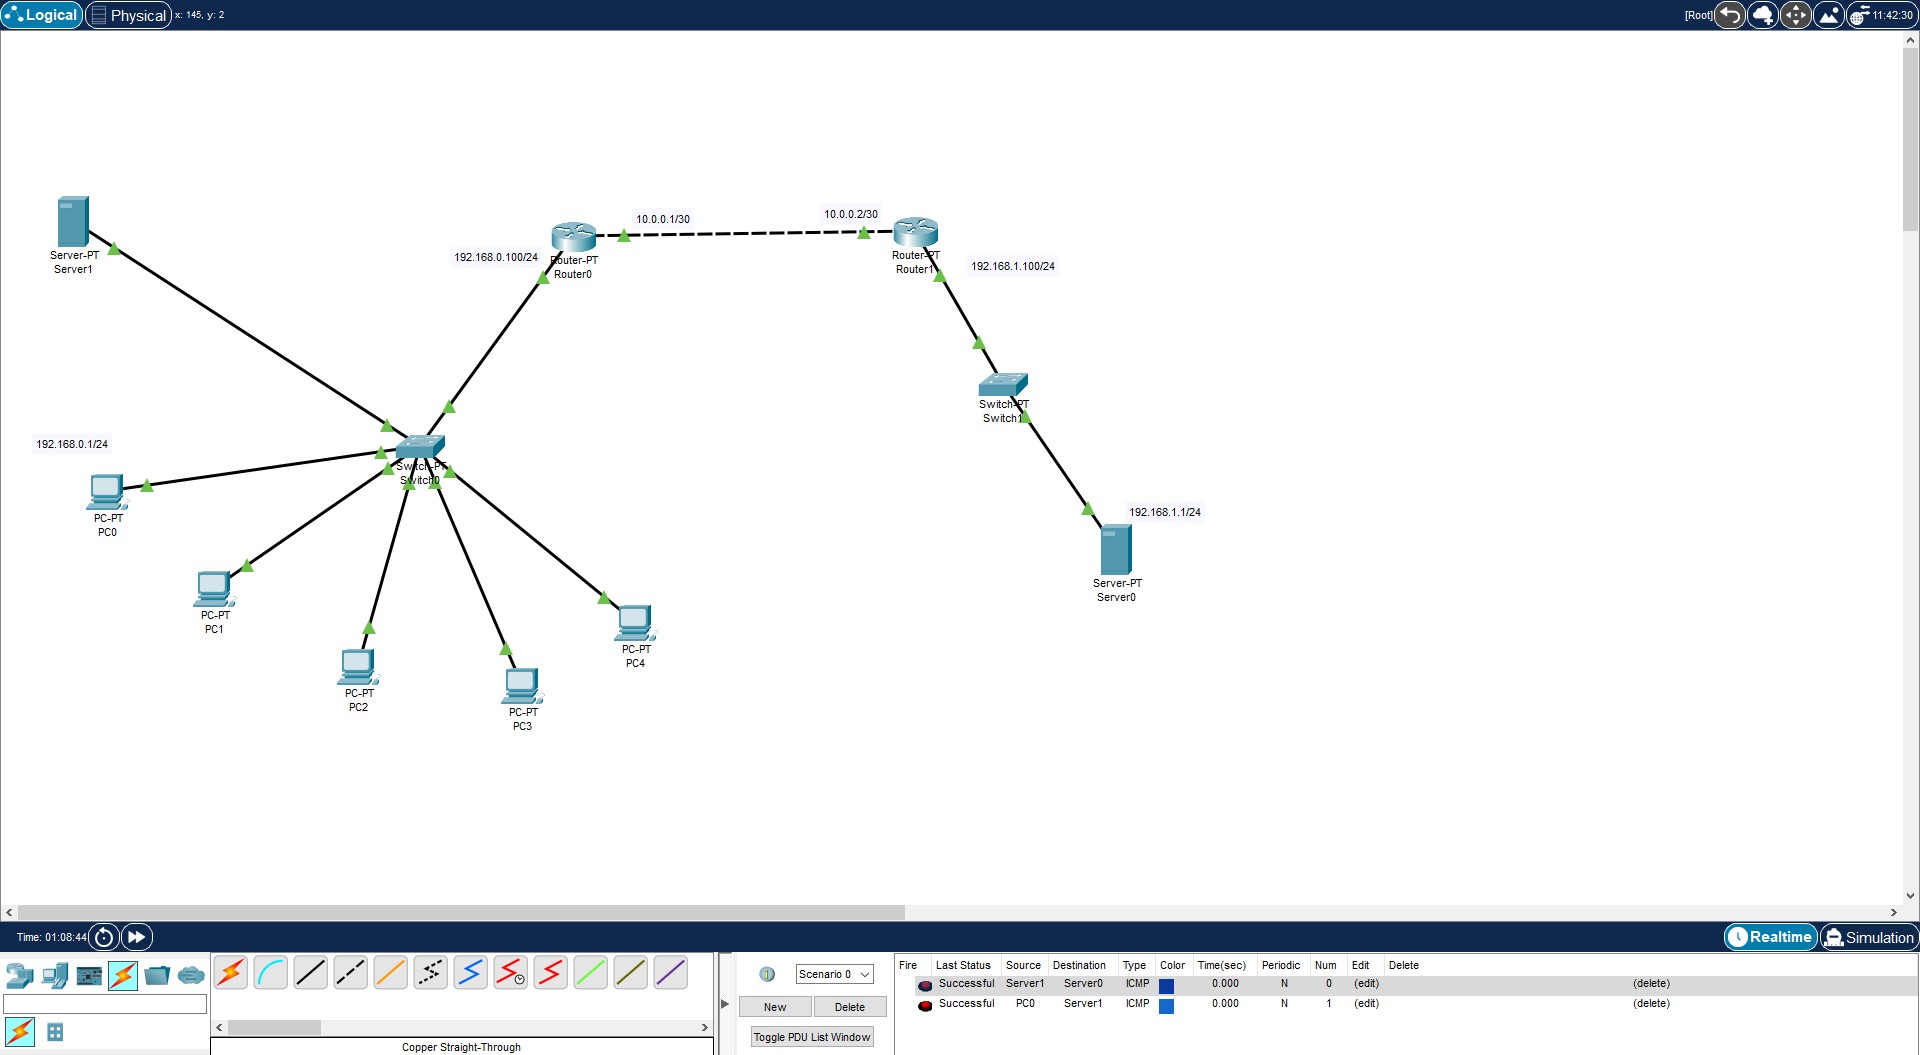 Logical
Physical
x: 145, y: 2
[Root]
11:42:30
10.0.0.1/30
10.0.0.2/30
192.168.0.100/24
192.168.1.100/24
Server-PT
Server1
Router-PT
Router0
Router-PT
Router1
Switch-PT
Switch1
192.168.0.1/24
Switch-PT
Switch0
192.168.1.1/24
PC-PT
PC0
Server-PT
Server0
PC-PT
PC1
PC-PT
PC4
PC-PT
PC2
PC-PT
PC3
Time: 01:08:44
Realtime
Simulation
Scenario 0
New
Delete
Toggle PDU List Window
Copper Straight-Through
Fire Last Status Source Destination Type Color Time(sec) Periodic Num Edit Delete
Successful Server1 Server0 ICMP 0.000 N 0 (edit) (delete)
Successful PC0 Server1 ICMP 0.000 N 1 (edit) (delete)